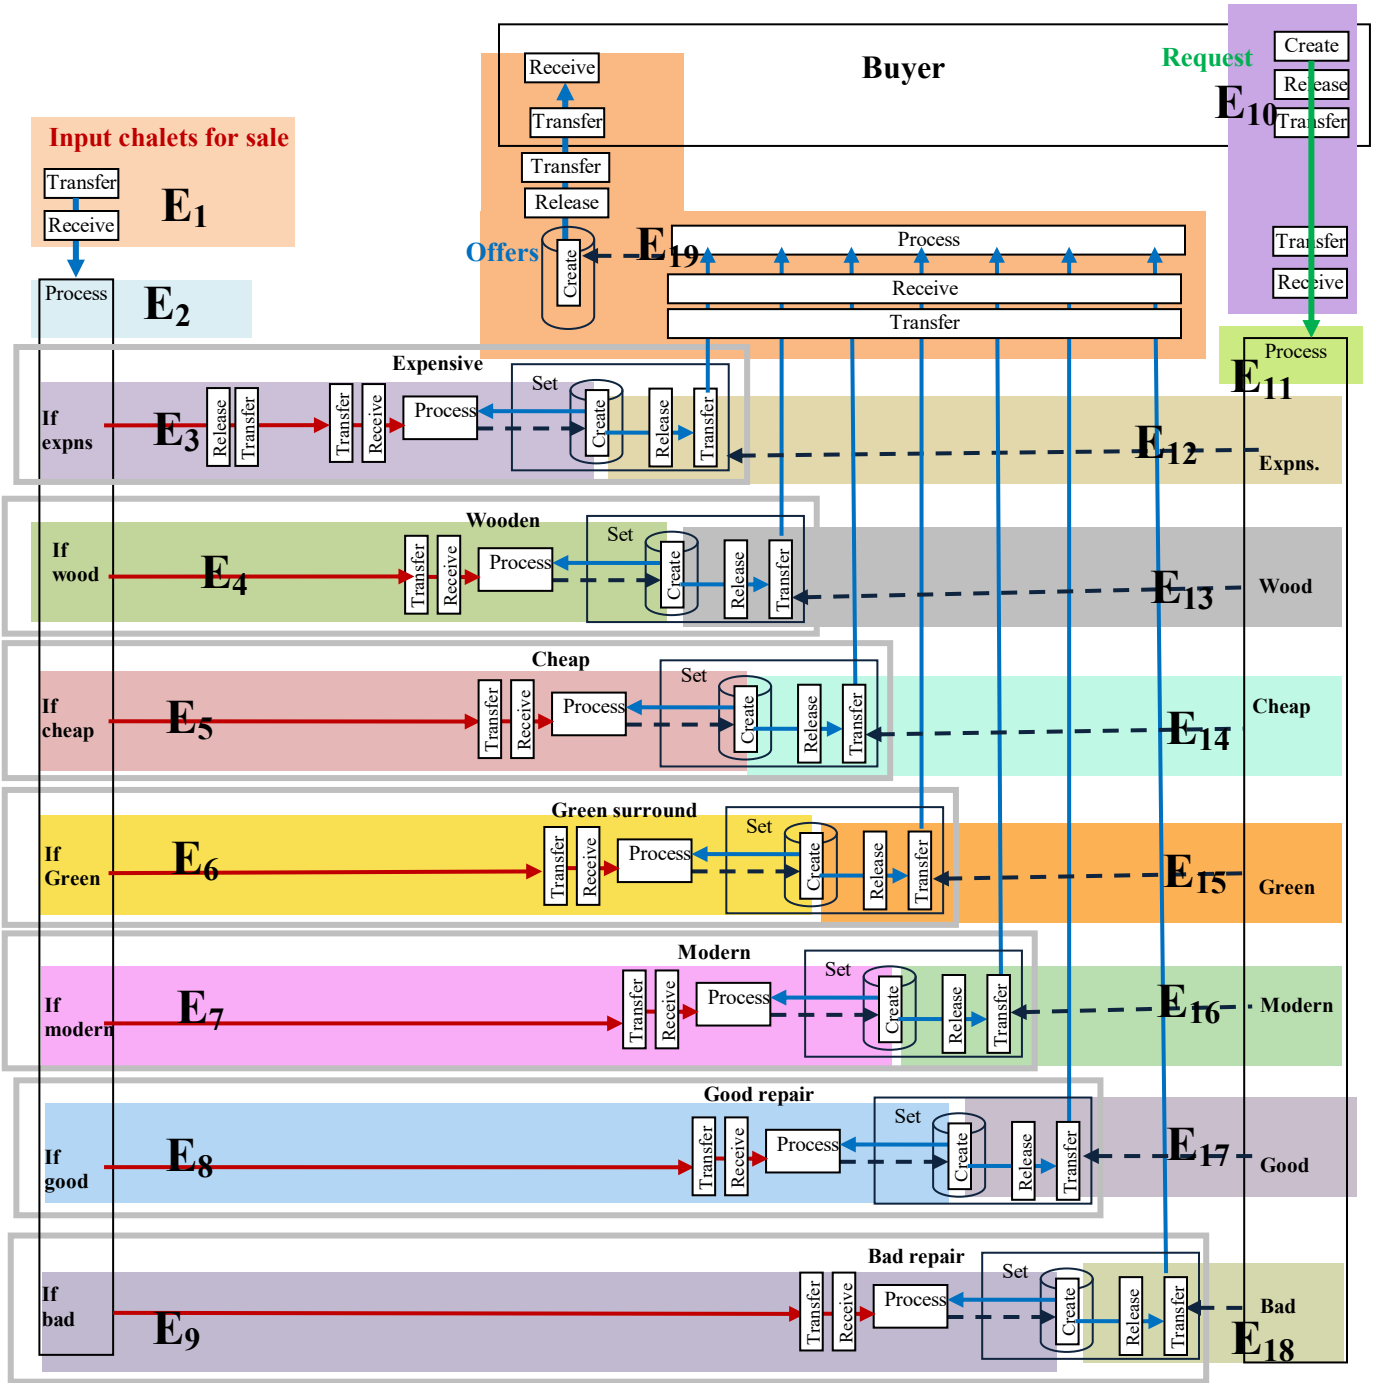 Buyer
Receive
Transfer
Transfer
Release
Offers
Create
E19
Process
Receive
Transfer
Request
Create
Release
Transfer
E10
Transfer
Receive
Process
E11
Input chalets for sale
Transfer
Receive
E1
Process
E2
Expensive
If
expns
E3
Release
Transfer
Transfer
Receive
Process
Set
Create
Release
Transfer
E12
Expns.
Wooden
If
wood
E4
Transfer
Receive
Process
Set
Create
Release
Transfer
E13
Wood
Cheap
If
cheap
E5
Transfer
Receive
Process
Set
Create
Release
Transfer
E14
Cheap
Green surround
If
Green
E6
Transfer
Receive
Process
Set
Create
Release
Transfer
E15
Green
Modern
If
modern
E7
Transfer
Receive
Process
Set
Create
Release
Transfer
E16
Modern
Good repair
If
good
E8
Transfer
Receive
Process
Set
Create
Release
Transfer
E17
Good
Bad repair
If
bad
E9
Transfer
Receive
Process
Set
Create
Release
Transfer
E18
Bad